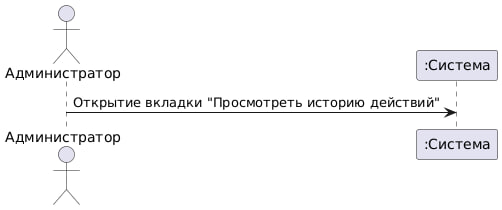 Администратор
:Система
Открытие вкладки "Просмотреть историю действий"
Администратор
:Система